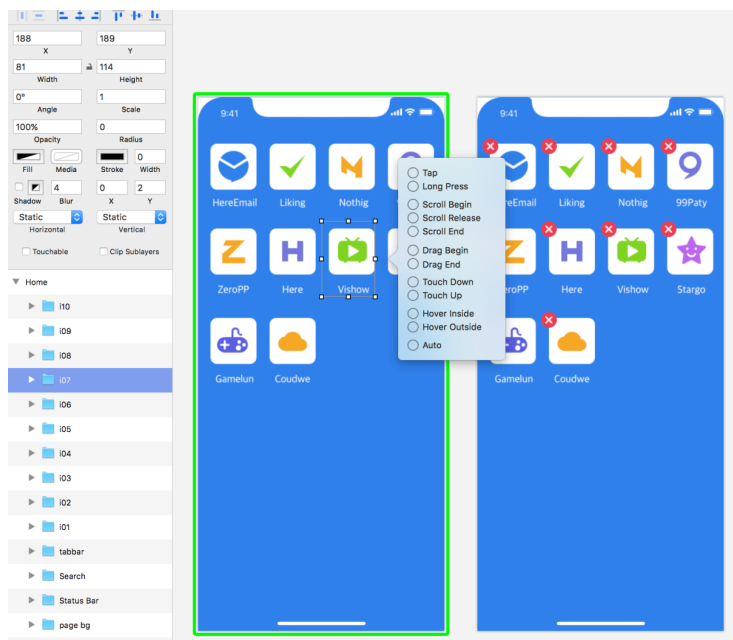 188 189
X Y
81 114
Width Height
0° 1
Angle Scale
100% 0
Opacity Radius
0
Fill Media Stroke Width
4 0 2
Shadow Blur X Y
Static Static
Horizontal Vertical
Touchable Clip Sublayers
Home
i10
i09
i08
i07
i06
i05
i04
i03
i02
i01
tabbar
Search
Status Bar
page bg
9:41
HereEmail Liking Nothig
ZeroPP Here Vishow
Gamelun Coudwe
Tap
Long Press
Scroll Begin
Scroll Release
Scroll End
Drag Begin
Drag End
Touch Down
Touch Up
Hover Inside
Hover Outside
Auto
9:41
eEmail Liking Nothig 99Paty
roPP Here Vishow Stargo
Gamelun Coudwe